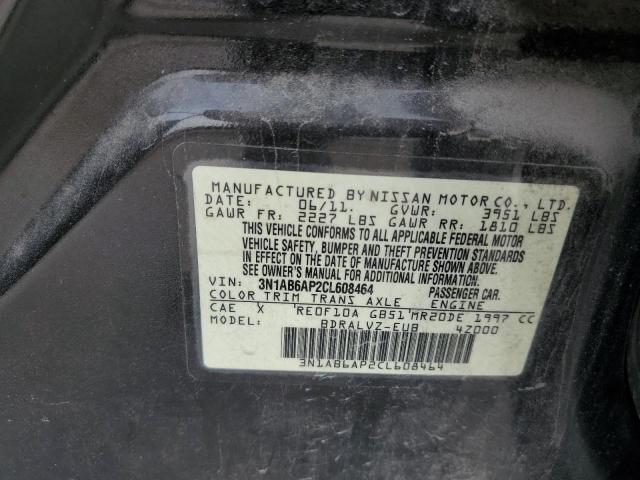 MANUFACTURED BY NISSAN MOTOR CO., LTD.
DATE: 06/11, GVWR: 3951 LBS
GAWR FR: 2227 LBS GAWR RR: 1810 LBS
THIS VEHICLE CONFORMS TO ALL APPLICABLE FEDERAL MOTOR
VEHICLE SAFETY, BUMPER AND THEFT PREVENTION STANDARDS
IN EFFECT ON THE DATE OF MANUFACTURE SHOWN ABOVE.
SEE OWNER'S MANUAL FOR ADDITIONAL INFORMATION.
VIN: 3N1AB6AP2CL608464 PASSENGER CAR.
COLOR TRIM TRANS AXLE ENGINE
CAE X RE0F10A GB51 MR20DE 1997 CC
MODEL: BDRALVZ-EUB 4Z000
3N1AB6AP2CL608464